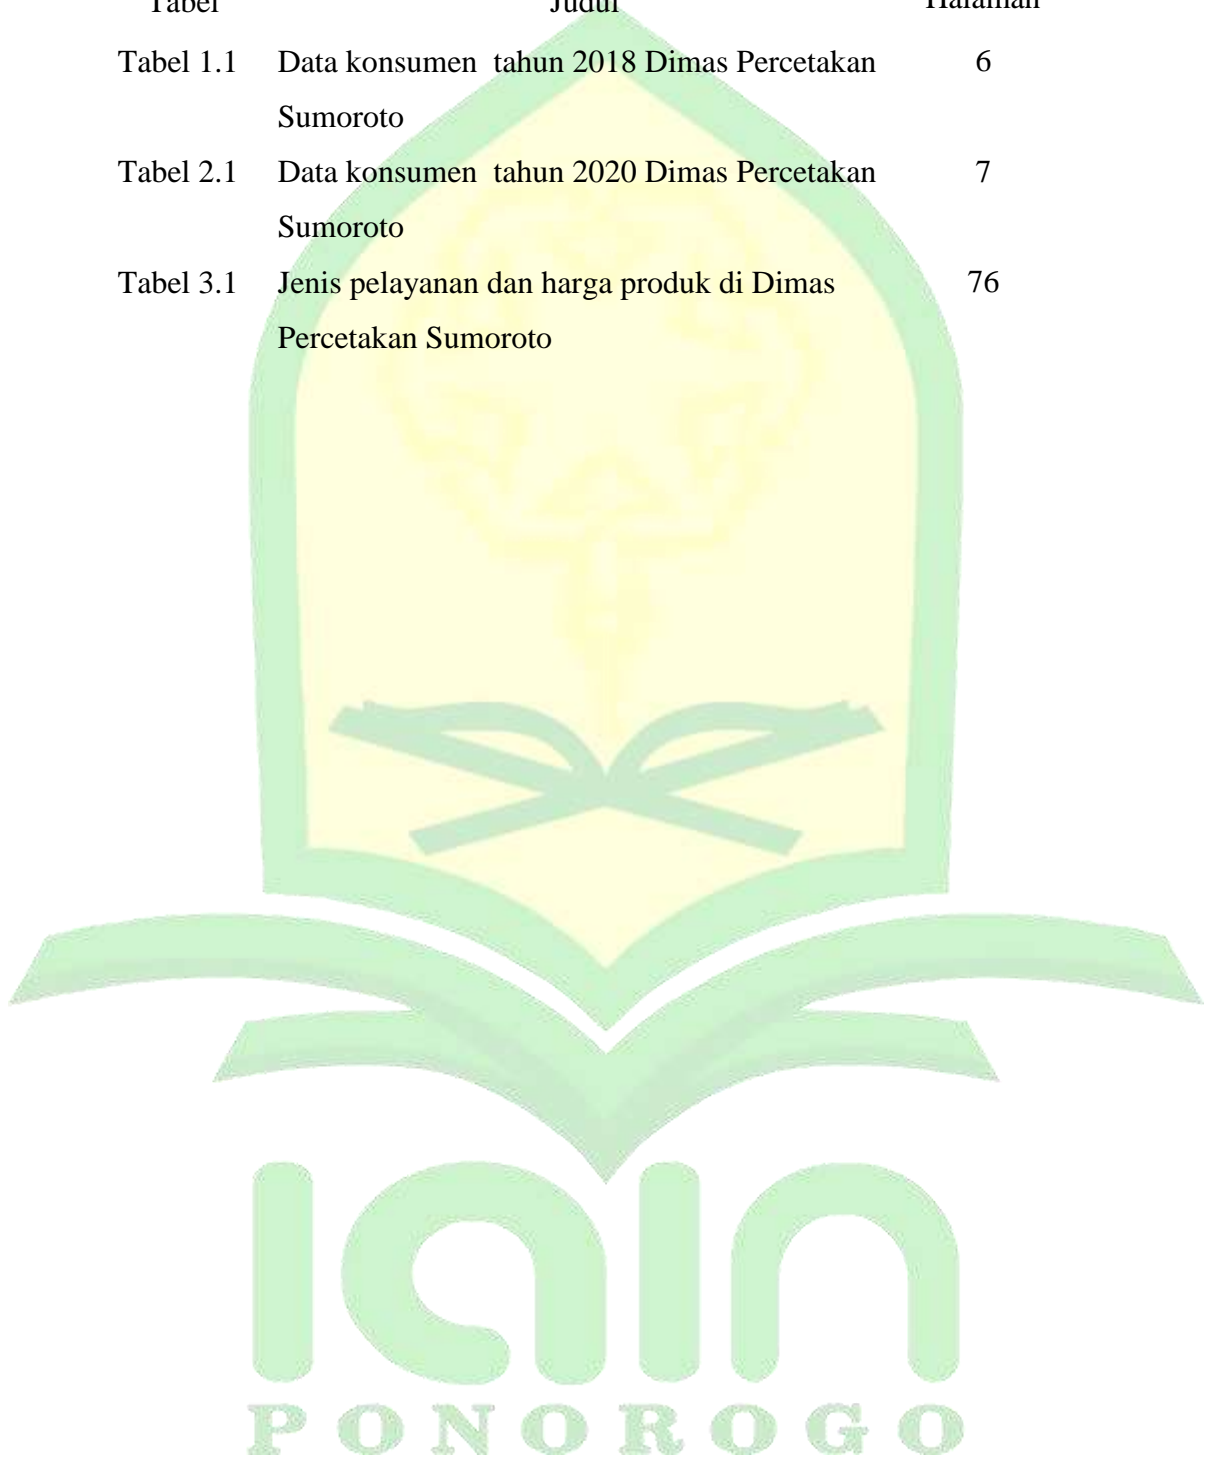 Tabel Judul Halaman
Tabel 1.1 Data konsumen tahun 2018 Dimas Percetakan 6
Sumoroto
Tabel 2.1 Data konsumen tahun 2020 Dimas Percetakan 7
Sumoroto
Tabel 3.1 Jenis pelayanan dan harga produk di Dimas 76
Percetakan Sumoroto
iain
PONOROGO